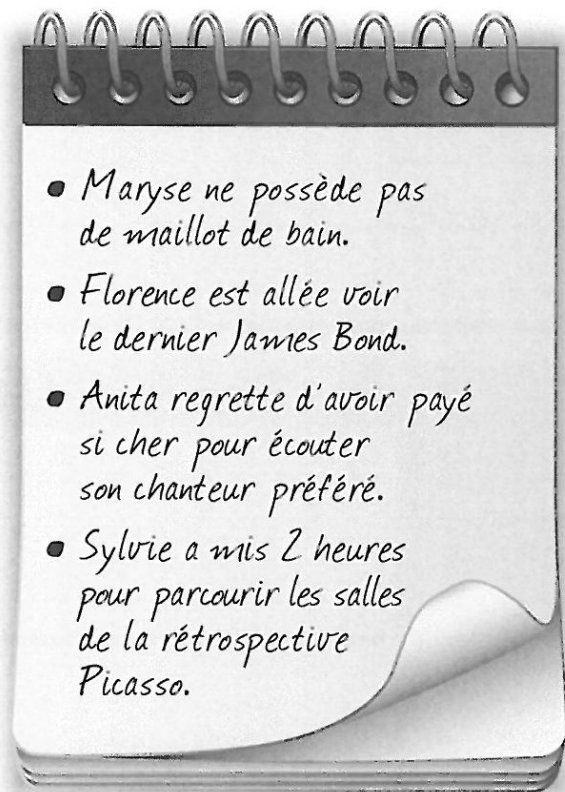 • Maryse ne possède pas
de maillot de bain.
• Florence est allée voir
le dernier James Bond.
• Anita regrette d'avoir payé
si cher pour écouter
son chanteur préféré.
• Sylvie a mis 2 heures
pour parcourir les salles
de la rétrospective
Picasso.